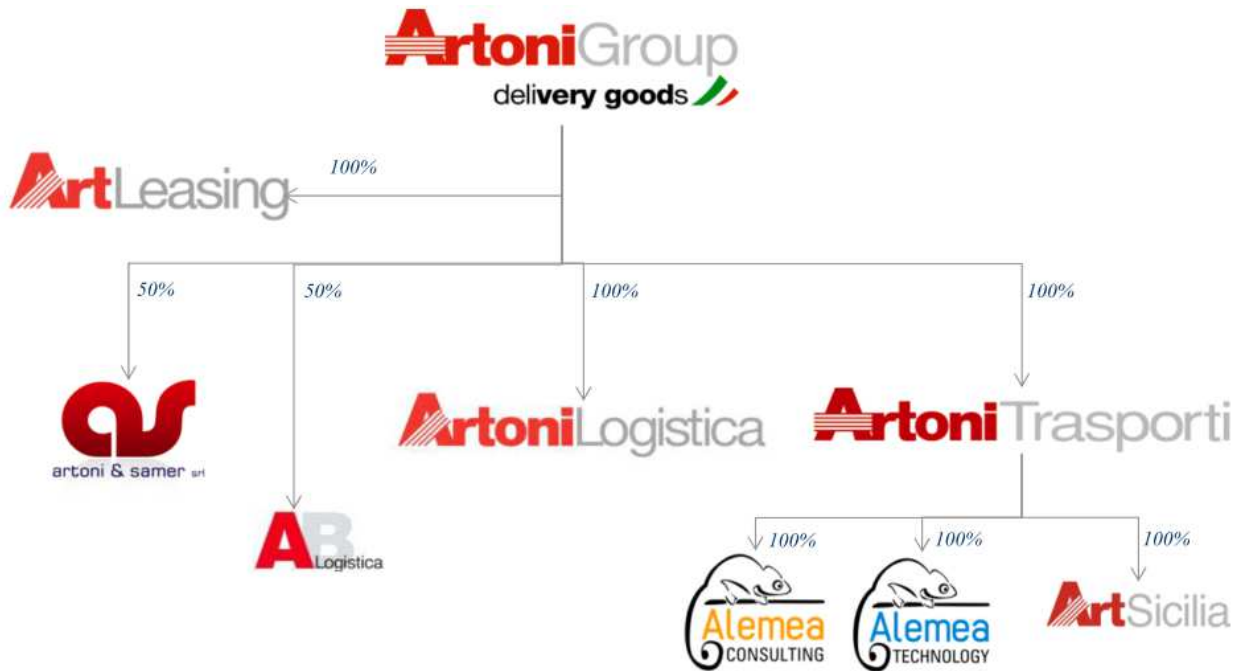 ArtoniGroup
delivery goods
100%
ArtLeasing
50%
50%
100%
100%
as
artoni & samer srl
ArtoniLogistica
ArtoniTrasporti
AB
Logistica
100%
100%
100%
Alemea
CONSULTING
Alemea
TECHNOLOGY
ArtSicilia